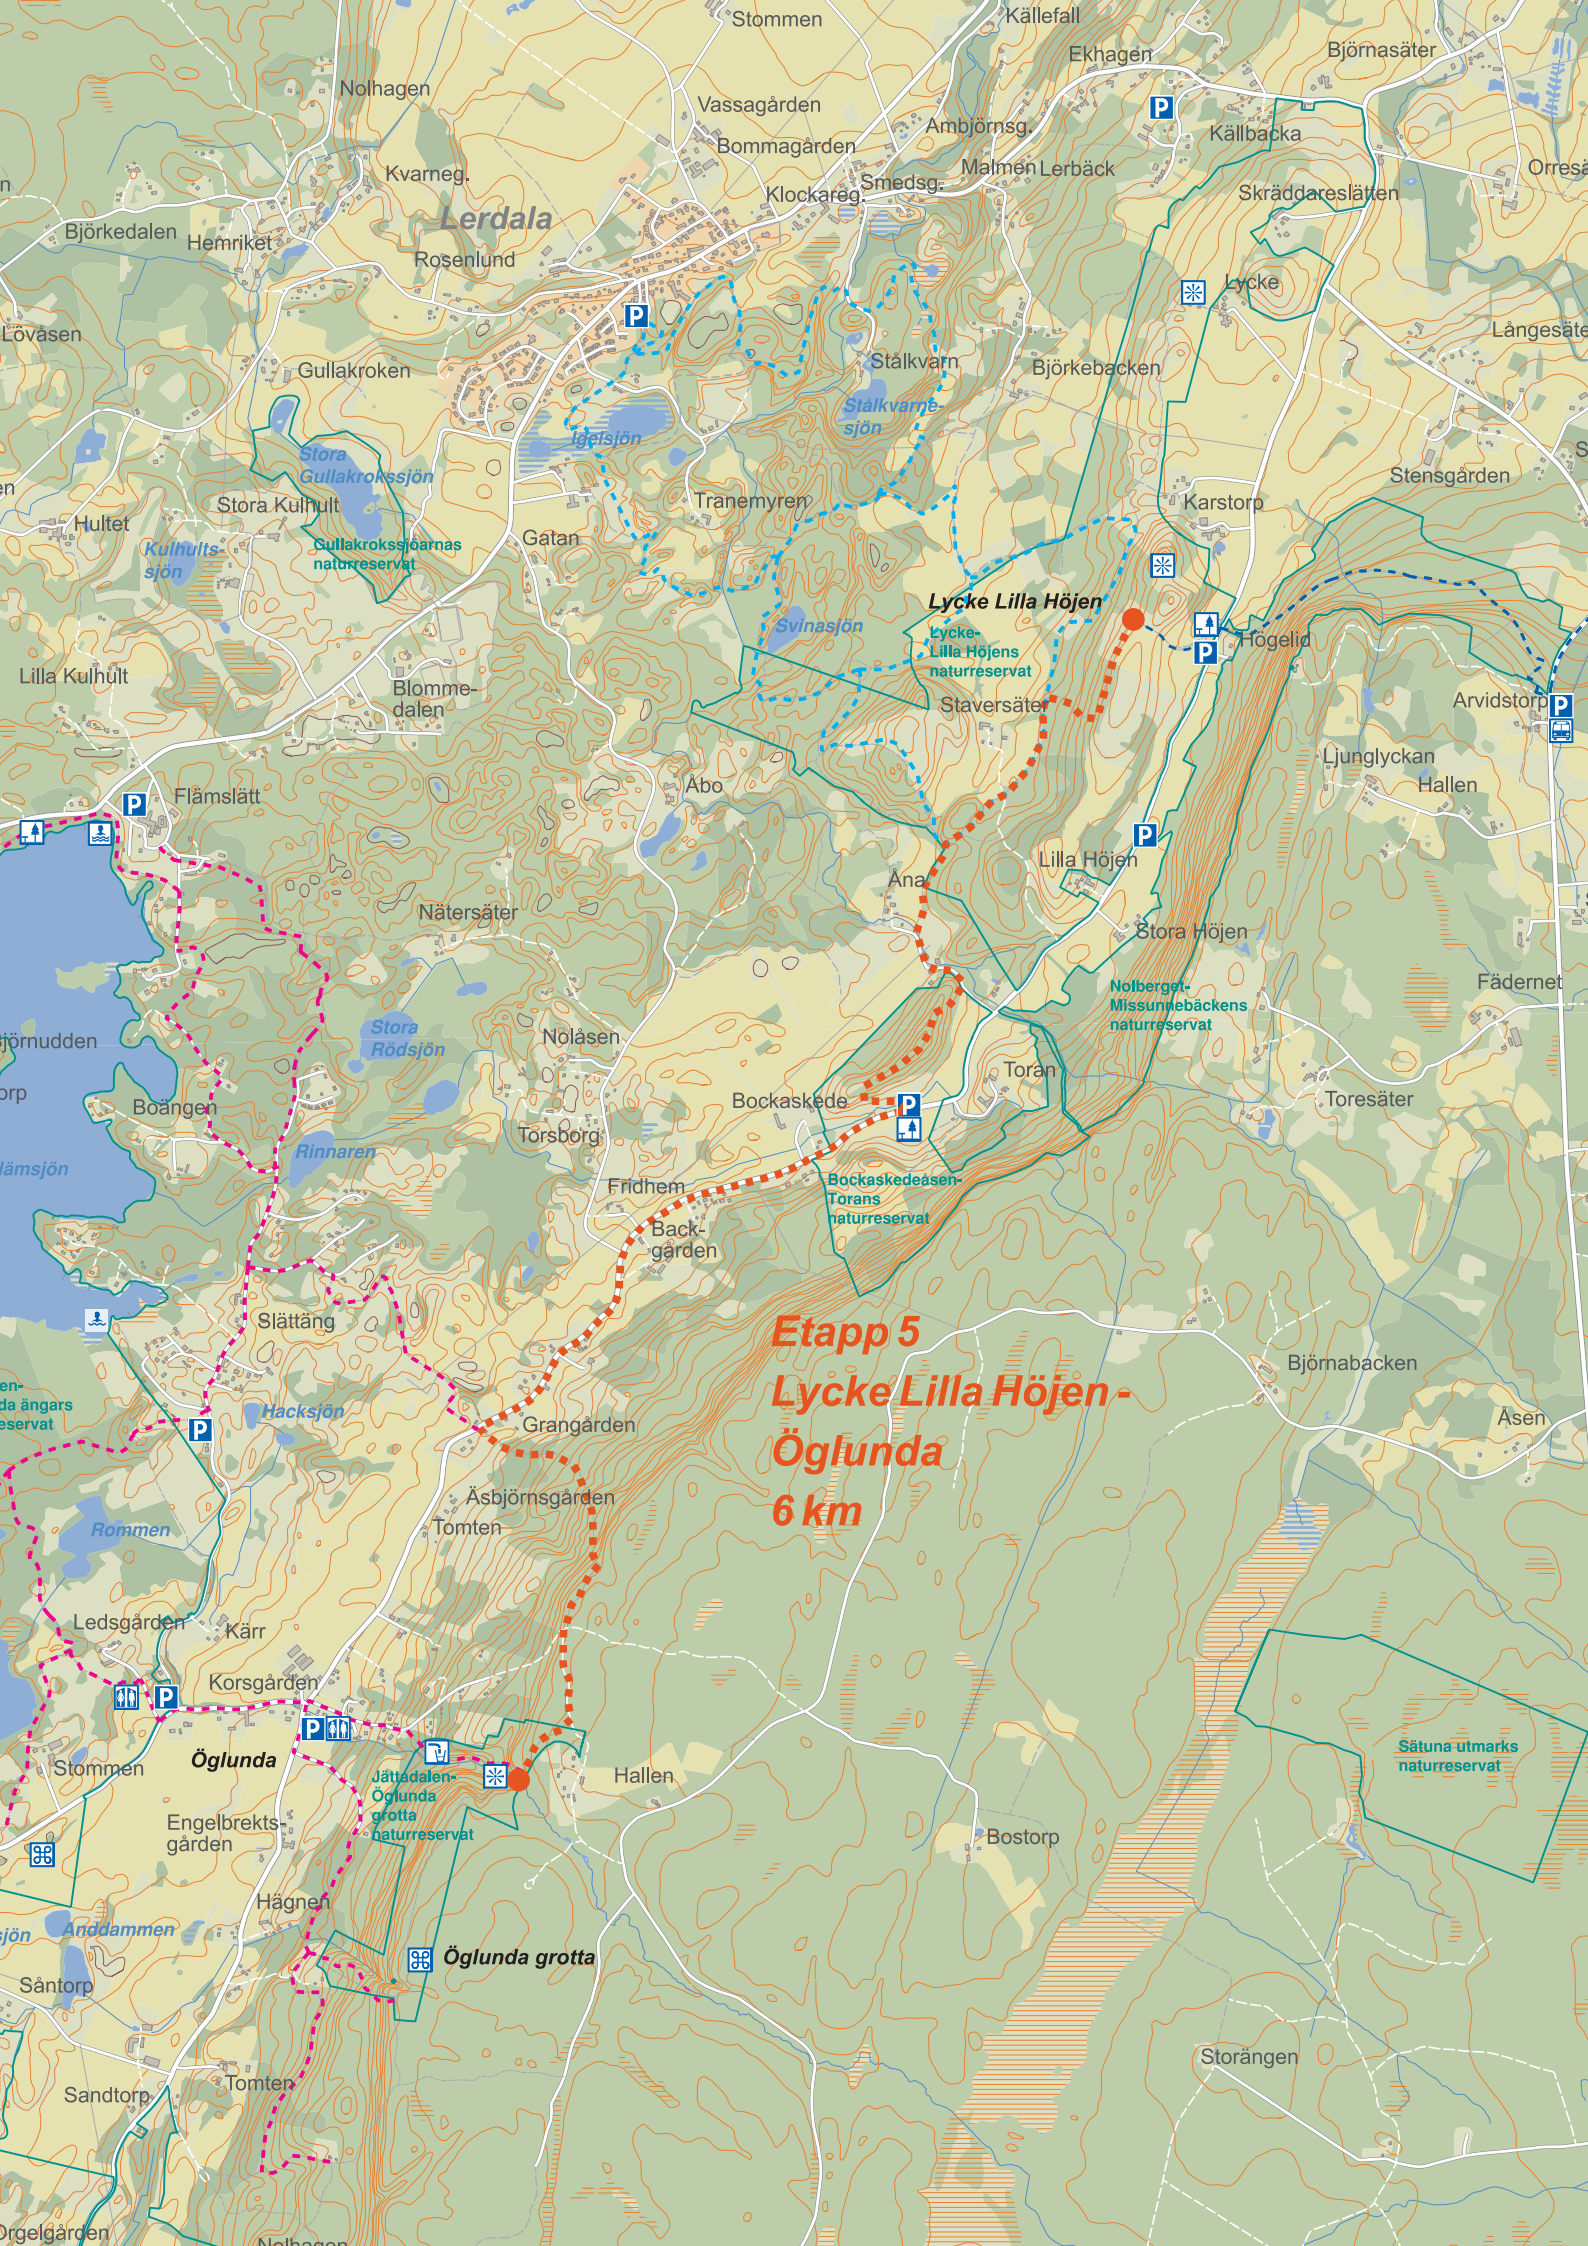 Stommen
Källefall
Ekhagen
Björnasäter
Nolhagen
Vassagården
P
Ambjörnsg.
Källbacka
Bommagården
Kvarneg.
Malmen
Lerbäck
Smedsg.
Klockareg.
Skräddareslätten
Lerdala
Björkedalen
Hemriket
Rosenlund
Lycke
P
Lövåsen
Gullakroken
Stålkvarn
Björkebacken
Stålkvarne-
sjön
Igelsjön
Stora
Gullakrokssjön
Stensgården
Stora Kulhult
Tranemyren
Karstorp
Hultet
Gatan
Kulhults-
sjön
Gullakrokssjöarnas
naturreservat
Lycke Lilla Höjen
Svinasjön
Lycke-
Lilla Höjens
naturreservat
P
Högelid
Lilla Kulhult
Blomme-
dalen
Staversäter
Arvidstorp
P
Ljunglyckan
Hallen
Åbo
Flämslätt
P
P
Lilla Höjen
Åna
Nätersäter
Stora Höjen
Fädernet
Nolberget-
Missunnebäckens
naturreservat
Stora
Rödsjön
Nolåsen
Toran
Boängen
Bockaskede
P
Toresäter
Torsborg
Rinnaren
Fridhem
Bockaskedeåsen-
Torans
naturreservat
Back-
gården
Slättäng
Etapp 5
Lycke Lilla Höjen -
Öglunda
6 km
Björnabacken
Hacksjön
P
Grangården
Åsen
Äsbjörnsgården
Tomten
Rommen
Ledsgården
Kärr
Korsgården
P
P
Öglunda
Stommen
Jättadalen-
Öglunda
grotta
naturreservat
Hallen
Sätuna utmarks
naturreservat
Engelbrekts-
gården
Bostorp
Hägnen
Anddammen
Öglunda grotta
Såntorp
Storängen
Sandtorp
Tomten